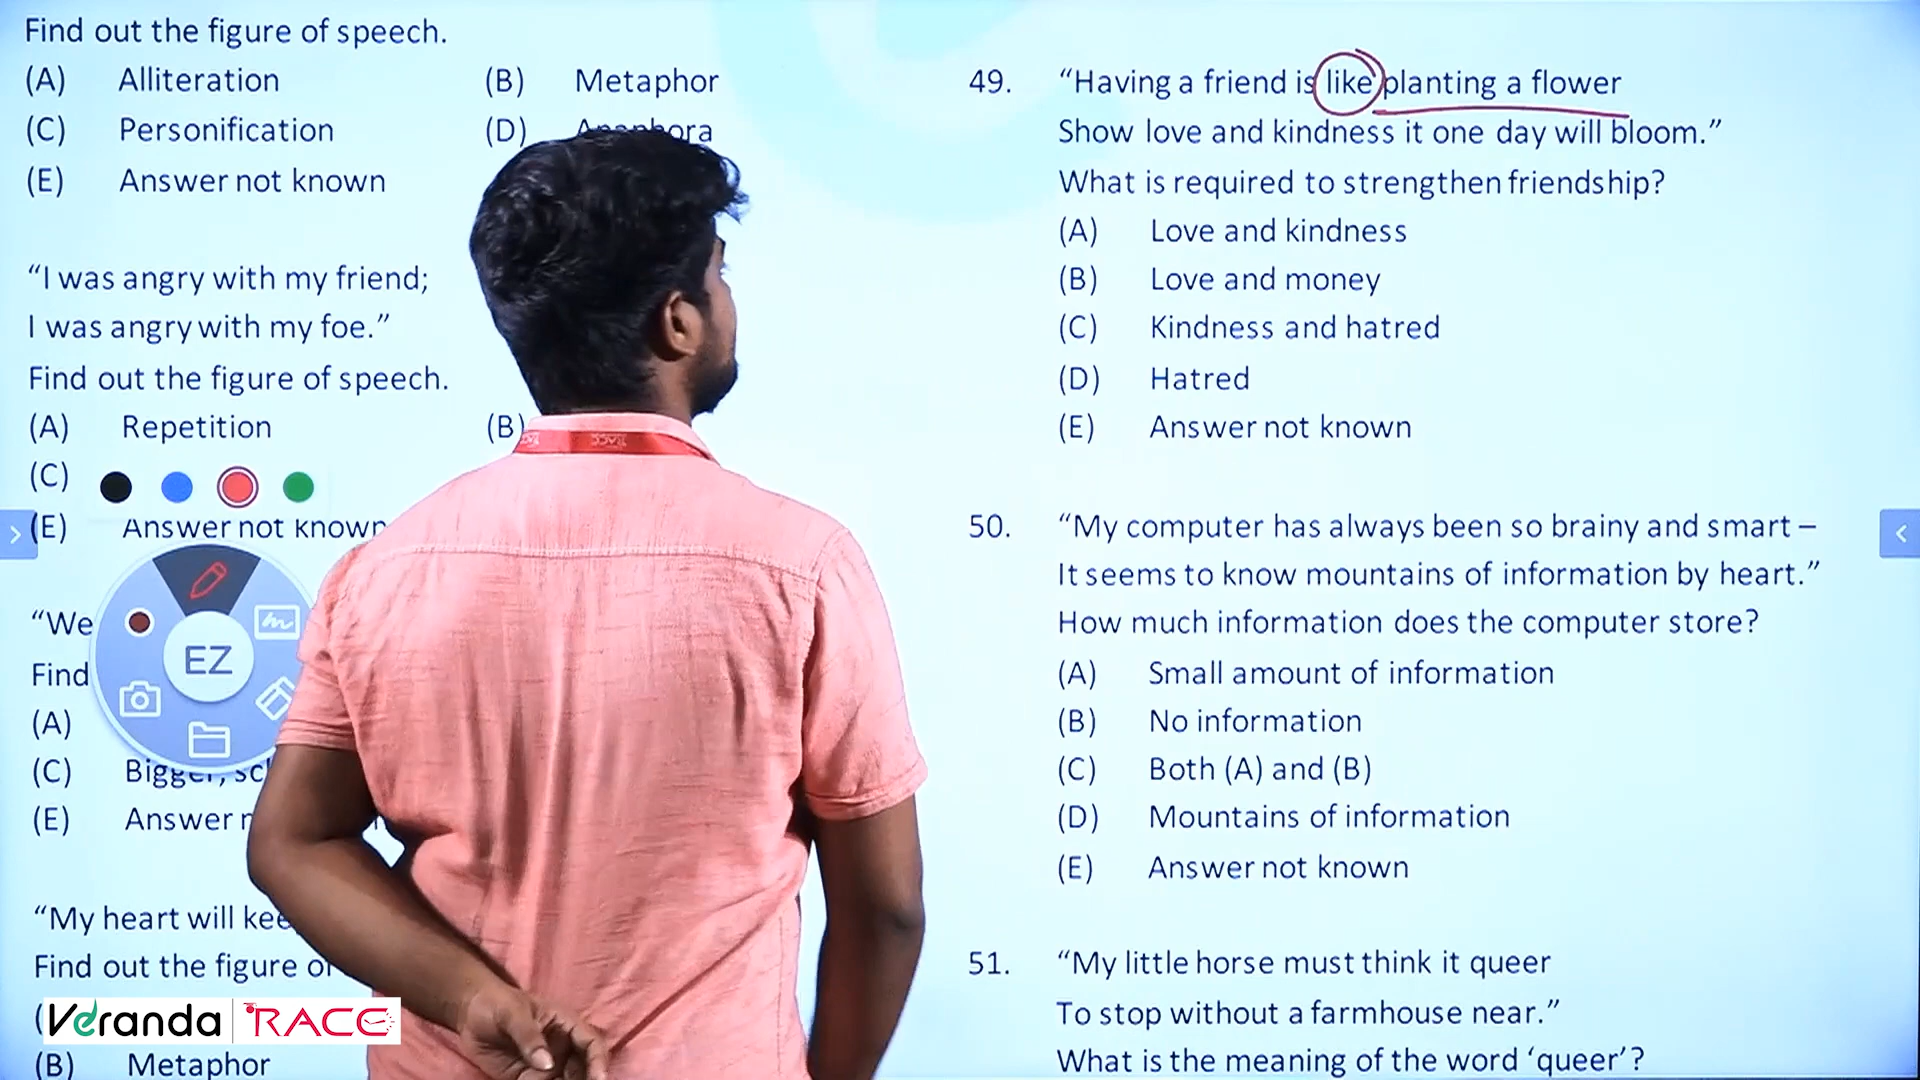 Find out the figure of speech.
(A) Alliteration (B) Metaphor
(C) Personification (D) Anaphora
(E) Answer not known
“I was angry with my friend;
I was angry with my foe.”
Find out the figure of speech.
(A) Repetition (B)
(C)
(E) Answer not known
“We
Find
(A)
(C) Bigger,
(E) Answer
“My heart will
Find out the figure of
(B) Metaphor
EZ
Veranda RACE
49. “Having a friend is like planting a flower
Show love and kindness it one day will bloom.”
What is required to strengthen friendship?
(A) Love and kindness
(B) Love and money
(C) Kindness and hatred
(D) Hatred
(E) Answer not known
50. “My computer has always been so brainy and smart –
It seems to know mountains of information by heart.”
How much information does the computer store?
(A) Small amount of information
(B) No information
(C) Both (A) and (B)
(D) Mountains of information
(E) Answer not known
51. “My little horse must think it queer
To stop without a farmhouse near.”
What is the meaning of the word ‘queer’?